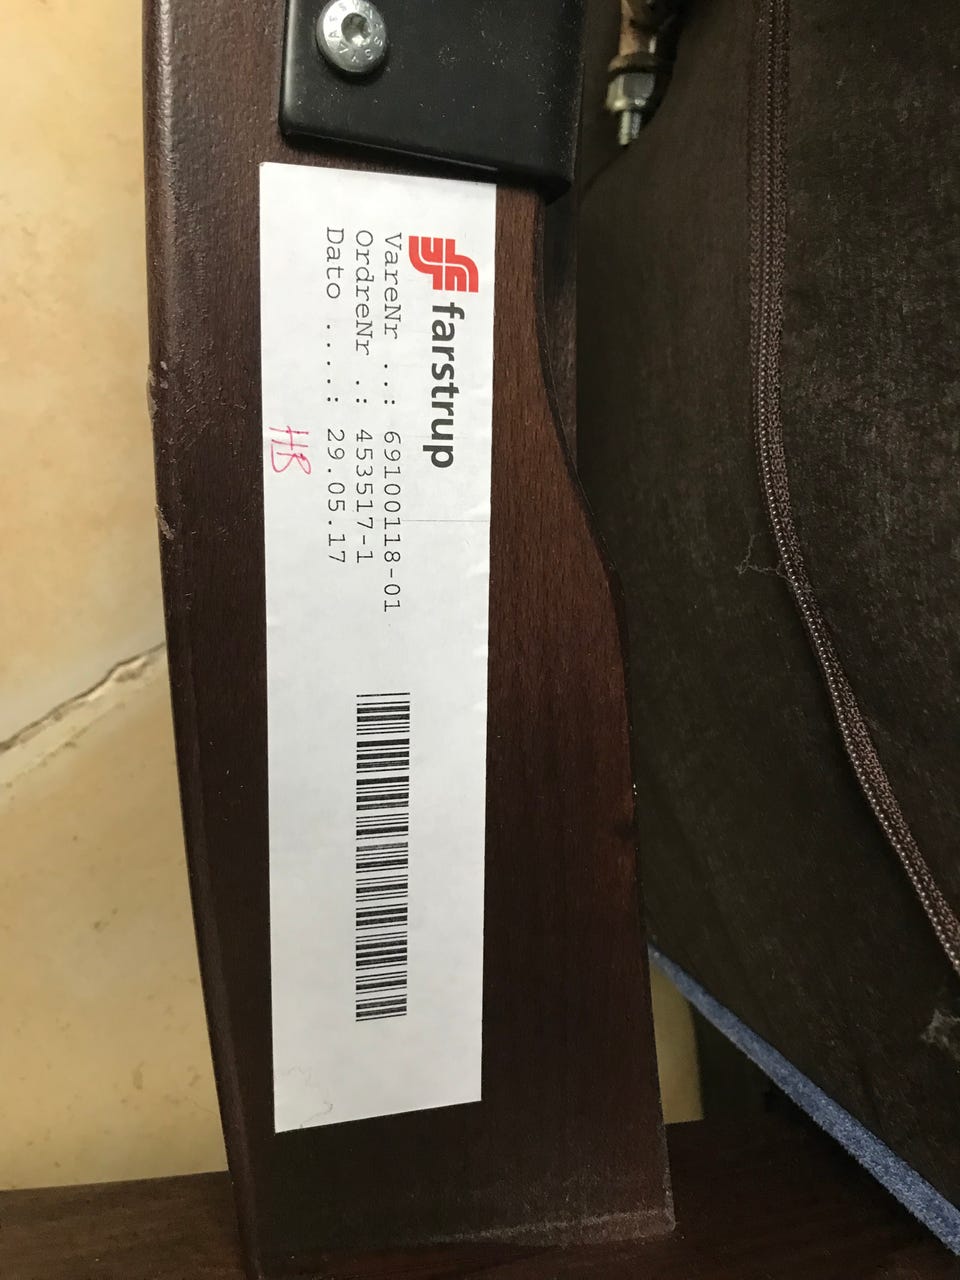 farstrup
VareNr ..: 69100118-01
OrdreNr .: 453517-1
Dato ....: 29.05.17
HB